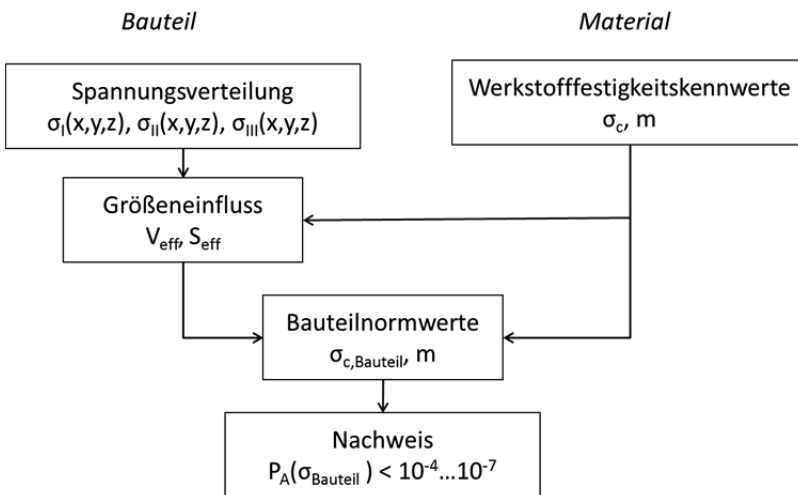 Bauteil
Material
Spannungsverteilung
σI(x,y,z), σII(x,y,z), σIII(x,y,z)
Werkstofffestigkeitskennwerte
σc, m
Größeneinfluss
Veff, Seff
Bauteilnormwerte
σc,Bauteil, m
Nachweis
PA(σBauteil ) < 10-4...10-7